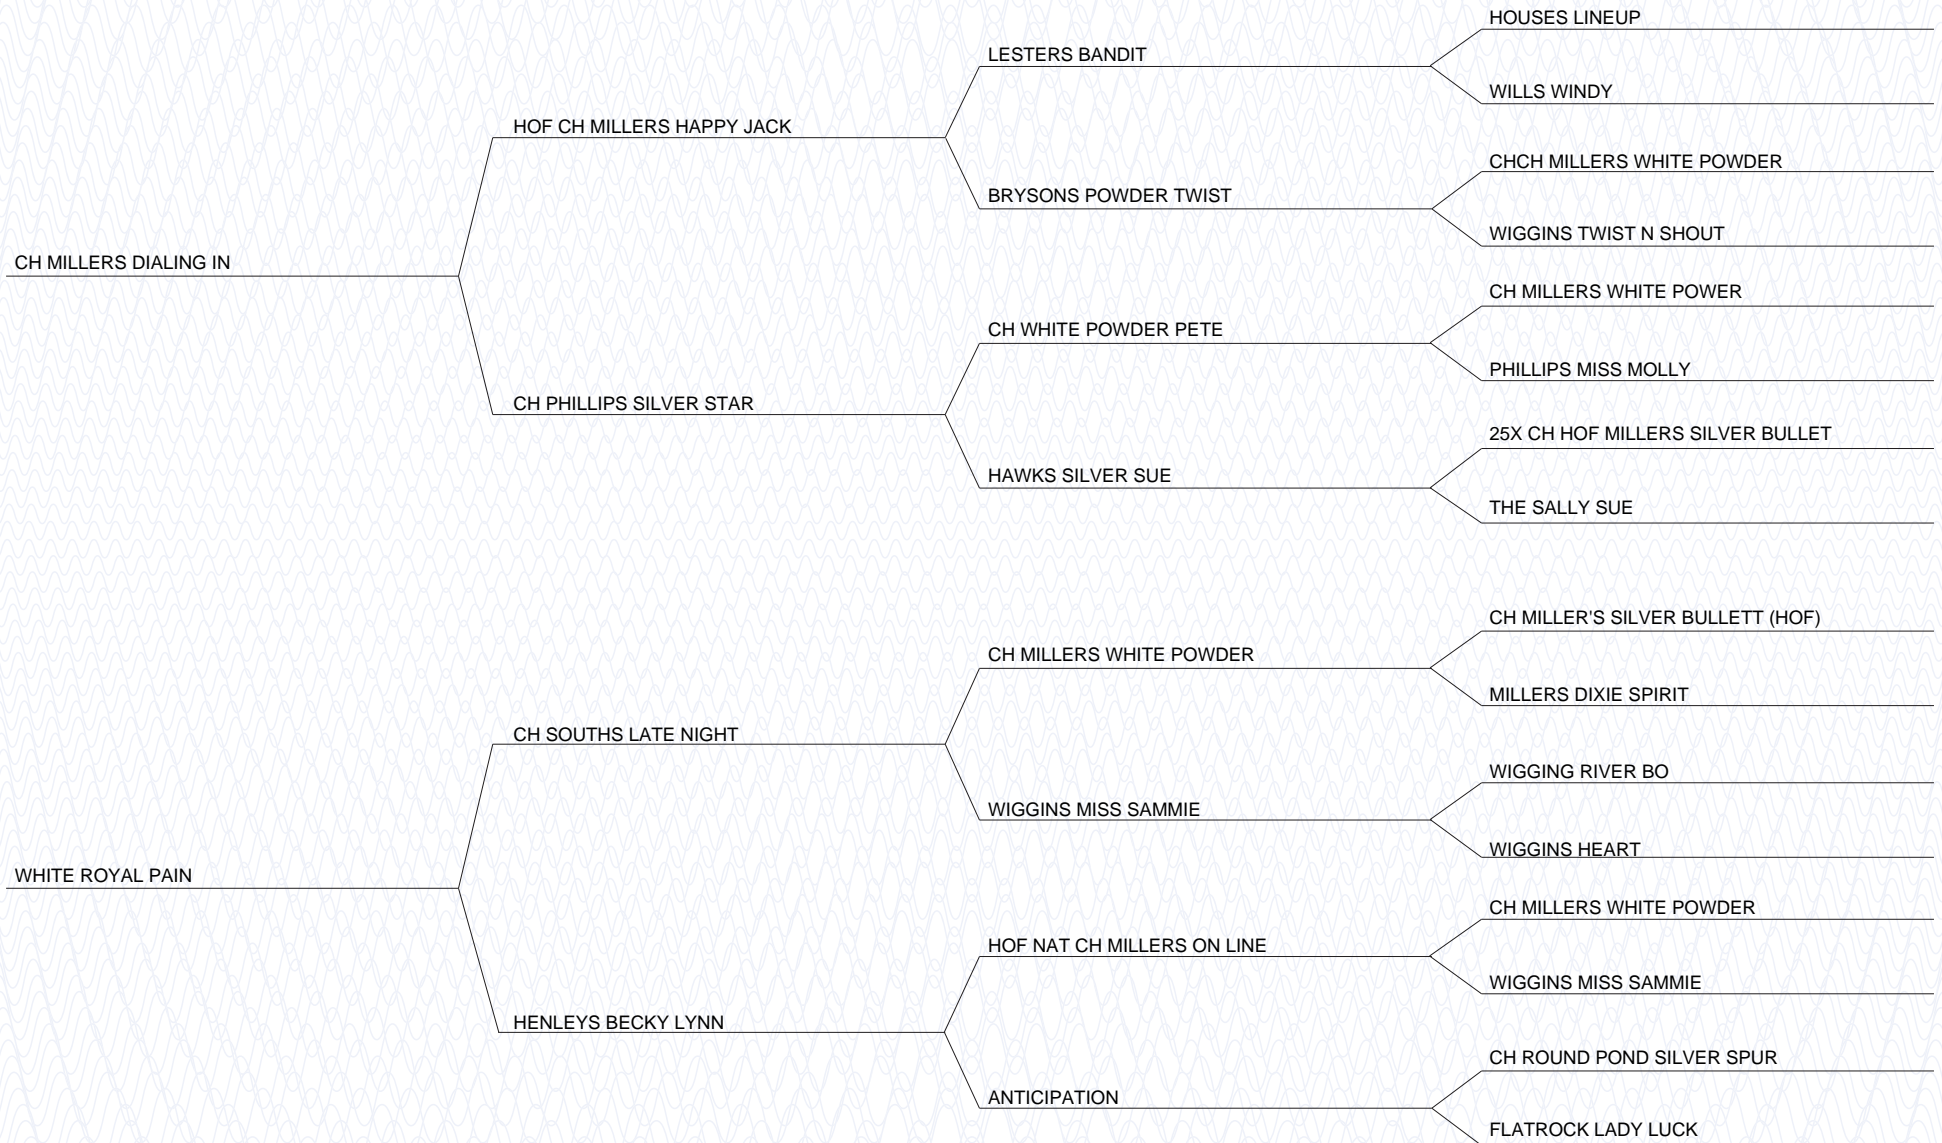 HOUSES LINEUP
LESTERS BANDIT
WILLS WINDY
HOF CH MILLERS HAPPY JACK
CHCH MILLERS WHITE POWDER
BRYSONS POWDER TWIST
WIGGINS TWIST N SHOUT
CH MILLERS DIALING IN
CH MILLERS WHITE POWER
CH WHITE POWDER PETE
PHILLIPS MISS MOLLY
CH PHILLIPS SILVER STAR
25X CH HOF MILLERS SILVER BULLET
HAWKS SILVER SUE
THE SALLY SUE
CH MILLER'S SILVER BULLETT (HOF)
CH MILLERS WHITE POWDER
MILLERS DIXIE SPIRIT
CH SOUTHS LATE NIGHT
WIGGING RIVER BO
WIGGINS MISS SAMMIE
WIGGINS HEART
WHITE ROYAL PAIN
CH MILLERS WHITE POWDER
HOF NAT CH MILLERS ON LINE
WIGGINS MISS SAMMIE
HENLEYS BECKY LYNN
CH ROUND POND SILVER SPUR
ANTICIPATION
FLATROCK LADY LUCK